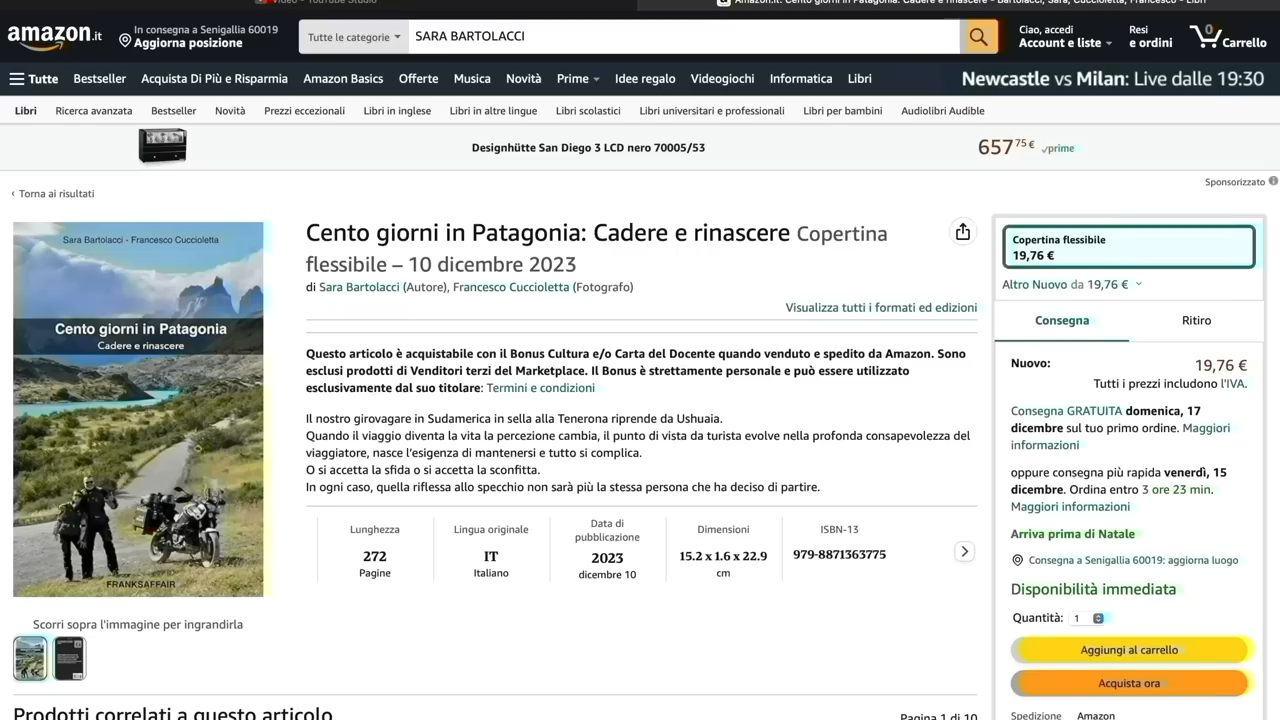 Video - YouTube Studio
Amazon.it: Cento giorni in Patagonia: Cadere e rinascere - Bartolacci, Sara, Cuccioletta, Francesco - Libri
amazon.it
In consegna a Senigallia 60019
Aggiorna posizione
Tutte le categorie
SARA BARTOLACCI
Ciao, accedi
Account e liste
Resi
e ordini
0
Carrello
Tutte
Bestseller
Acquista Di Più e Risparmia
Amazon Basics
Offerte
Musica
Novità
Prime
Idee regalo
Videogiochi
Informatica
Libri
Newcastle vs Milan: Live dalle 19:30
Libri
Ricerca avanzata
Bestseller
Novità
Prezzi eccezionali
Libri in inglese
Libri in altre lingue
Libri scolastici
Libri universitari e professionali
Libri per bambini
Audiolibri Audible
Designhütte San Diego 3 LCD nero 70005/53
657 75 €
prime
Sponsorizzato
‹ Torna ai risultati
Sara Bartolacci - Francesco Cuccioletta
Cento giorni in Patagonia
Cadere e rinascere
FRANKSAFFAIR
Scorri sopra l'immagine per ingrandirla
Cento giorni in Patagonia: Cadere e rinascere Copertina
flessibile – 10 dicembre 2023
di Sara Bartolacci (Autore), Francesco Cuccioletta (Fotografo)
Visualizza tutti i formati ed edizioni
Questo articolo è acquistabile con il Bonus Cultura e/o Carta del Docente quando venduto e spedito da Amazon. Sono
esclusi prodotti di Venditori terzi del Marketplace. Il Bonus è strettamente personale e può essere utilizzato
esclusivamente dal suo titolare: Termini e condizioni
Il nostro girovagare in Sudamerica in sella alla Tenerona riprende da Ushuaia.
Quando il viaggio diventa la vita la percezione cambia, il punto di vista da turista evolve nella profonda consapevolezza del
viaggiatore, nasce l'esigenza di mantenersi e tutto si complica.
O si accetta la sfida o si accetta la sconfitta.
In ogni caso, quella riflessa allo specchio non sarà più la stessa persona che ha deciso di partire.
Lunghezza
272
Pagine
Lingua originale
IT
Italiano
Data di
pubblicazione
2023
dicembre 10
Dimensioni
15.2 x 1.6 x 22.9
cm
ISBN-13
979-8871363775
Copertina flessibile
19,76 €
Altro Nuovo da 19,76 €
Consegna
Ritiro
Nuovo:
19,76 €
Tutti i prezzi includono l'IVA.
Consegna GRATUITA domenica, 17
dicembre sul tuo primo ordine. Maggiori
informazioni
oppure consegna più rapida venerdì, 15
dicembre. Ordina entro 3 ore 23 min.
Maggiori informazioni
Arriva prima di Natale
Consegna a Senigallia 60019: aggiorna luogo
Disponibilità immediata
Quantità: 1
Aggiungi al carrello
Acquista ora
Spedizione Amazon
Prodotti correlati a questo articolo
Pagina 1 di 10